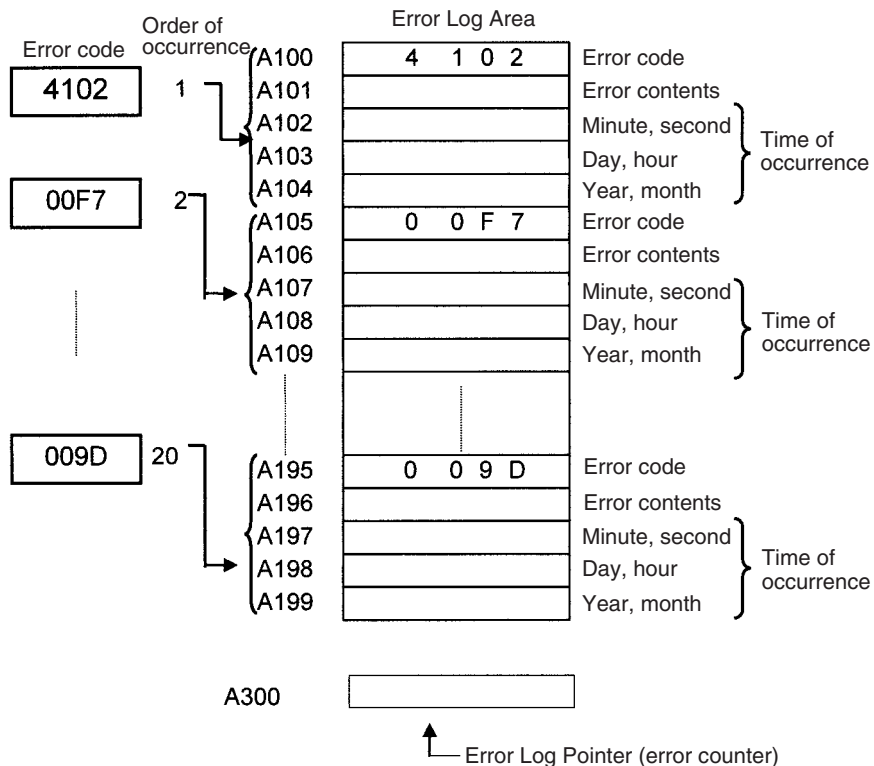 Error Log Area
Order of
occurrence
Error code
4102 1
A100 4 1 0 2 Error code
A101 Error contents
A102 Minute, second
A103 Day, hour
A104 Year, month
Time of
occurrence
00F7 2
A105 0 0 F 7 Error code
A106 Error contents
A107 Minute, second
A108 Day, hour
A109 Year, month
Time of
occurrence
009D 20
A195 0 0 9 D Error code
A196 Error contents
A197 Minute, second
A198 Day, hour
A199 Year, month
Time of
occurrence
A300
Error Log Pointer (error counter)